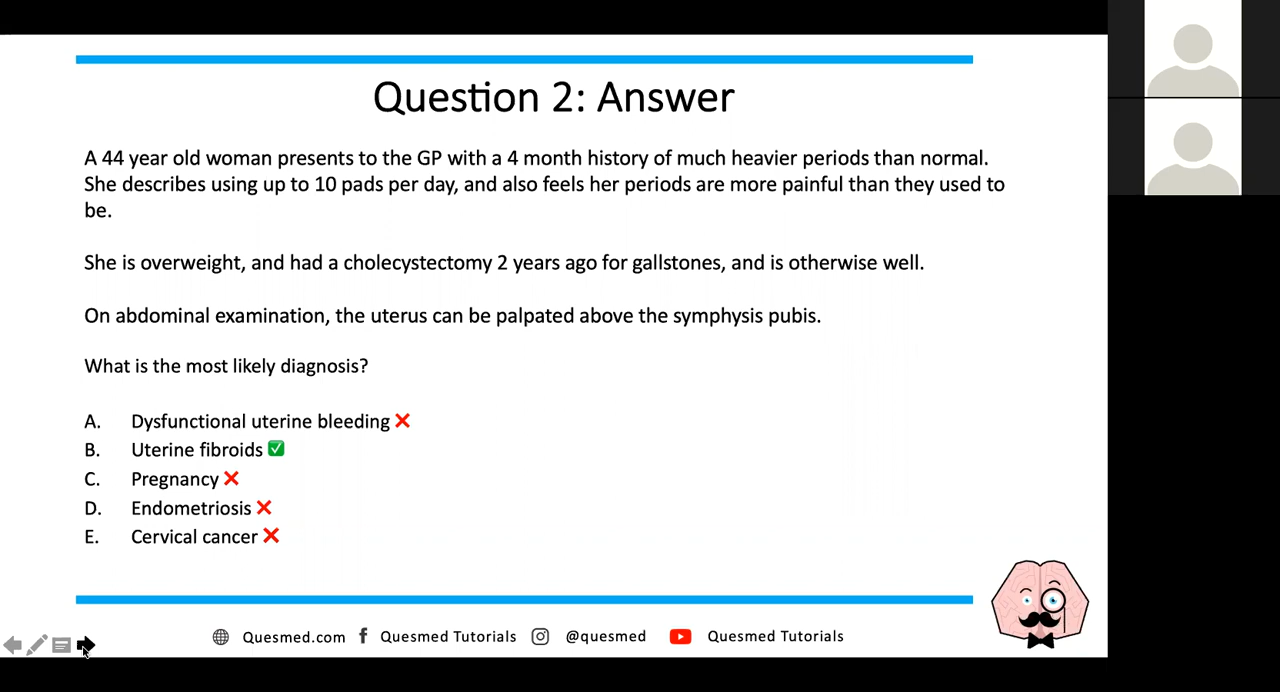 Question 2: Answer
A 44 year old woman presents to the GP with a 4 month history of much heavier periods than normal.
She describes using up to 10 pads per day, and also feels her periods are more painful than they used to
be.
She is overweight, and had a cholecystectomy 2 years ago for gallstones, and is otherwise well.
On abdominal examination, the uterus can be palpated above the symphysis pubis.
What is the most likely diagnosis?
A. Dysfunctional uterine bleeding ❌
B. Uterine fibroids ✅
C. Pregnancy ❌
D. Endometriosis ❌
E. Cervical cancer ❌
Quesmed.com f Quesmed Tutorials @quesmed Quesmed Tutorials